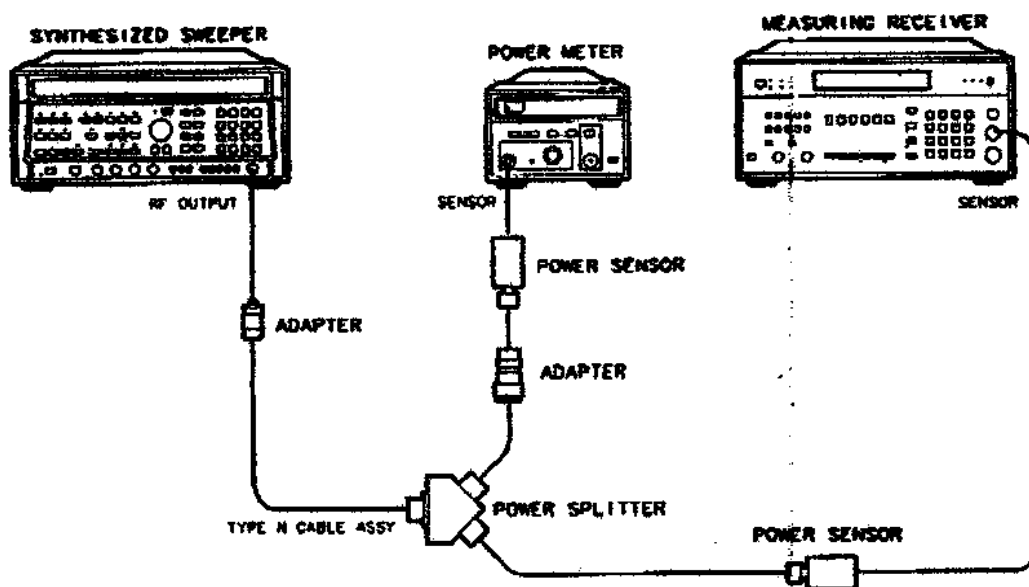 SYNTHESIZED SWEEPER
POWER METER
MEASURING RECEIVER
RF OUTPUT
SENSOR
SENSOR
POWER SENSOR
ADAPTER
ADAPTER
TYPE N CABLE ASSY
POWER SPLITTER
POWER SENSOR